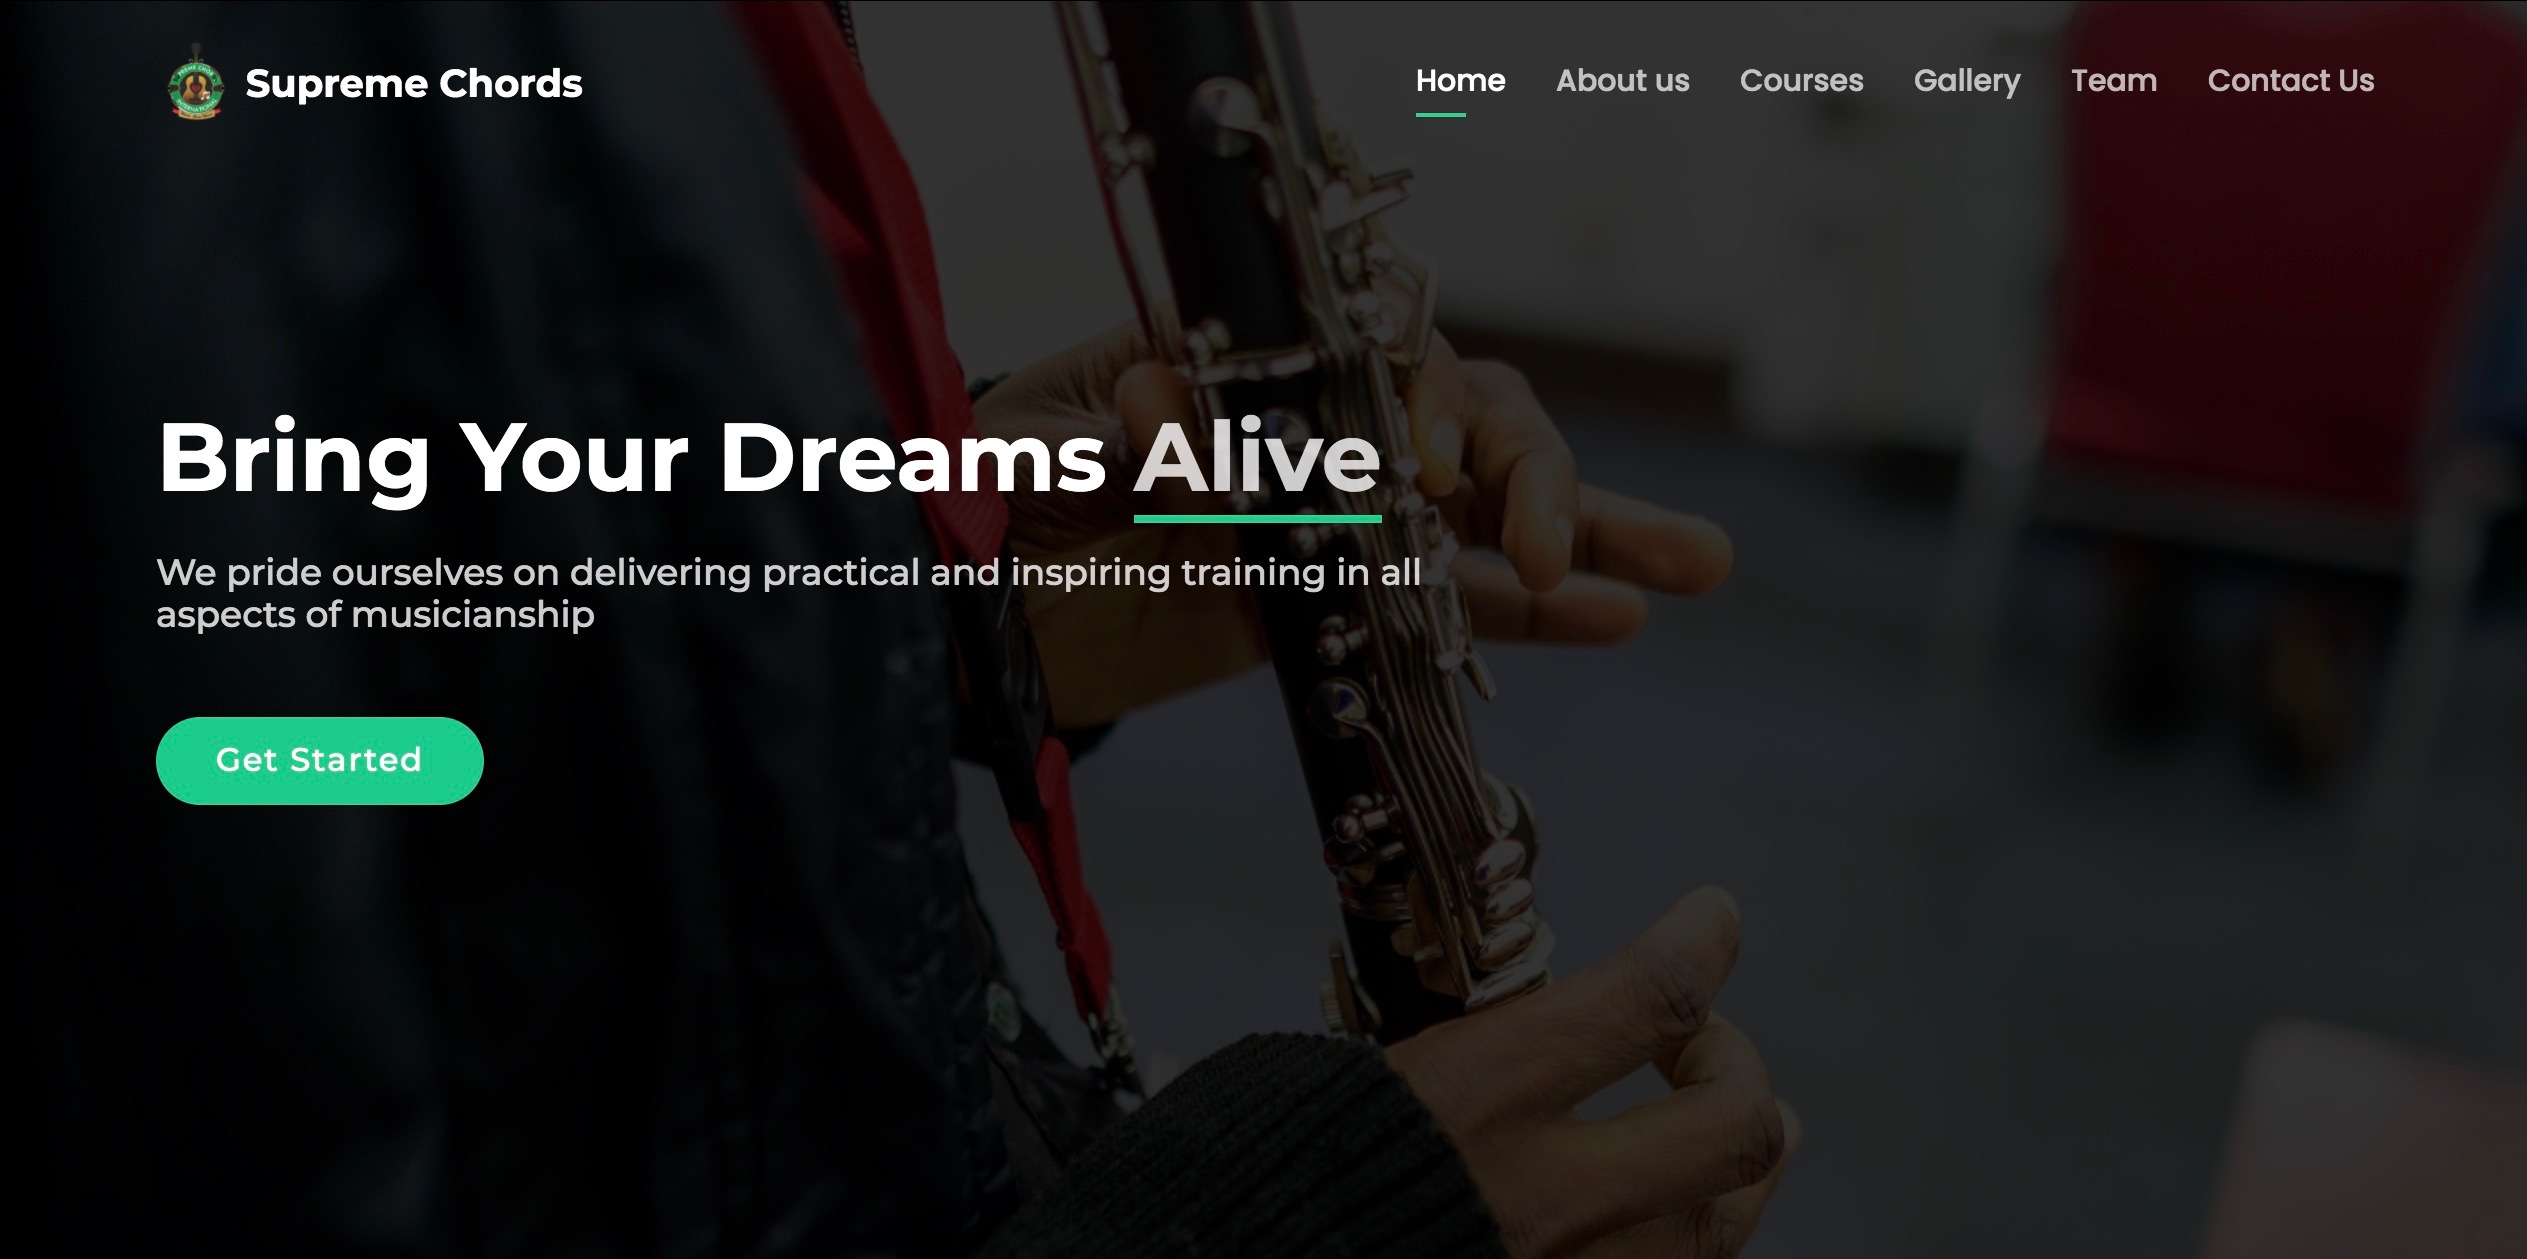 Supreme Chords
Home About us Courses Gallery Team Contact Us
Bring Your Dreams Alive
We pride ourselves on delivering practical and inspiring training in all
aspects of musicianship
Get Started